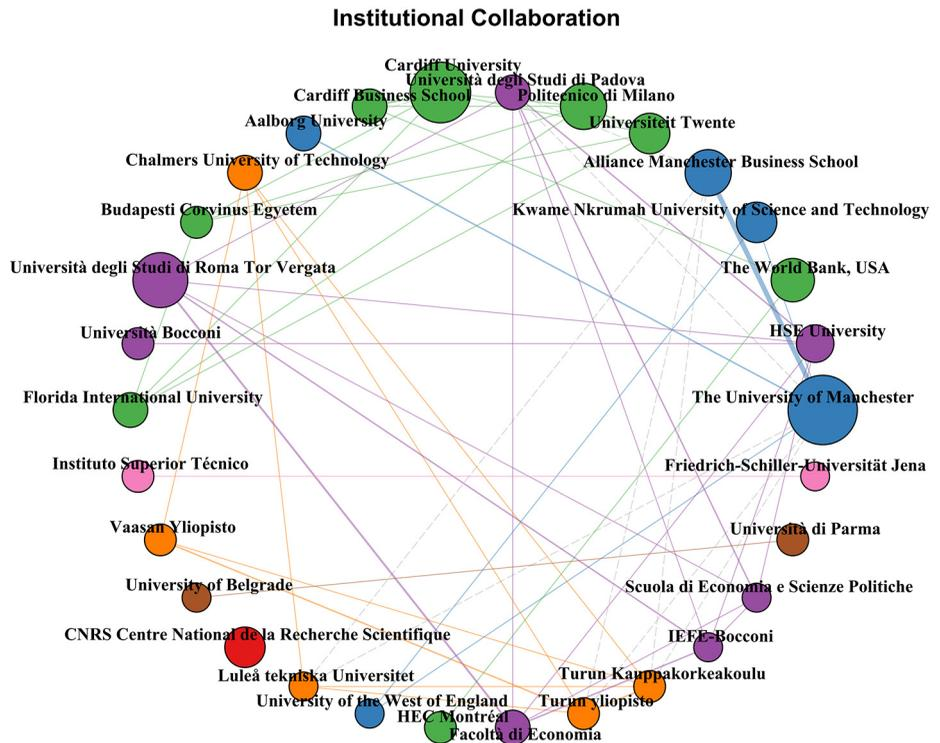 Institutional Collaboration
Cardiff University
Università degli Studi di Padova
Cardiff Business School
Politecnico di Milano
Aalborg University
Universiteit Twente
Chalmers University of Technology
Alliance Manchester Business School
Budapesti Corvinus Egyetem
Kwame Nkrumah University of Science and Technology
Università degli Studi di Roma Tor Vergata
The World Bank, USA
Università Bocconi
HSE University
Florida International University
The University of Manchester
Instituto Superior Técnico
Friedrich-Schiller-Universität Jena
Vaasan Yliopisto
Università di Parma
University of Belgrade
Scuola di Economia e Scienze Politiche
CNRS Centre National de la Recherche Scientifique
IEFE-Bocconi
Luleå tekniska Universitet
Turun Kauppakorkeakoulu
University of the West of England
Turun yliopisto
HEC Montréal
Facoltà di Economia